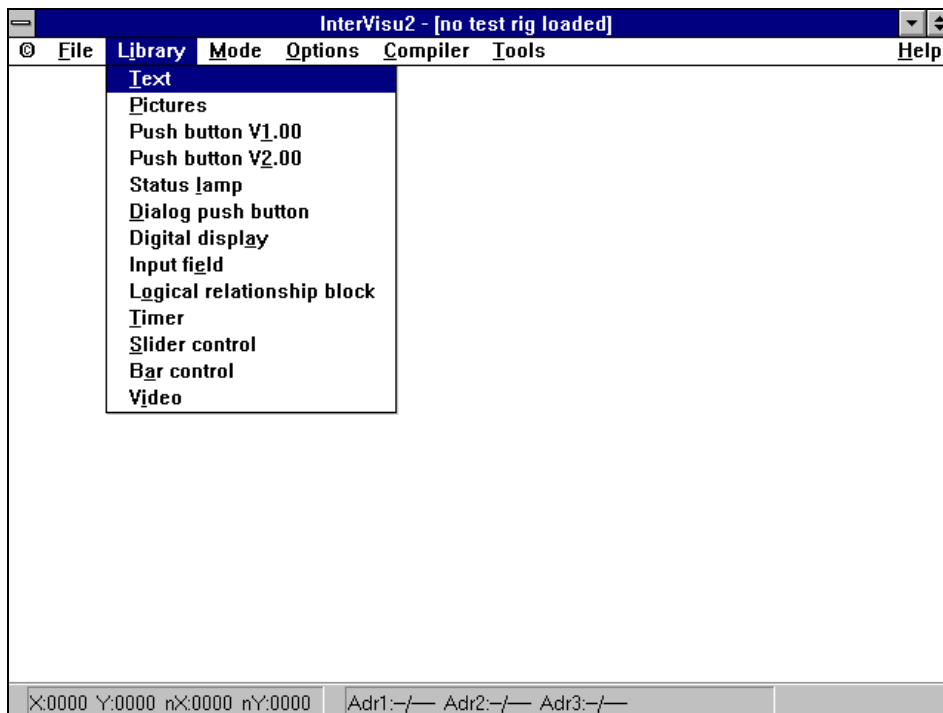 InterVisu2 - [no test rig loaded]
© File Library Mode Options Compiler Tools Help
Text
Pictures
Push button V1.00
Push button V2.00
Status lamp
Dialog push button
Digital display
Input field
Logical relationship block
Timer
Slider control
Bar control
Video
X:0000 Y:0000 nX:0000 nY:0000 Adr1:–/–– Adr2:–/–– Adr3:–/––